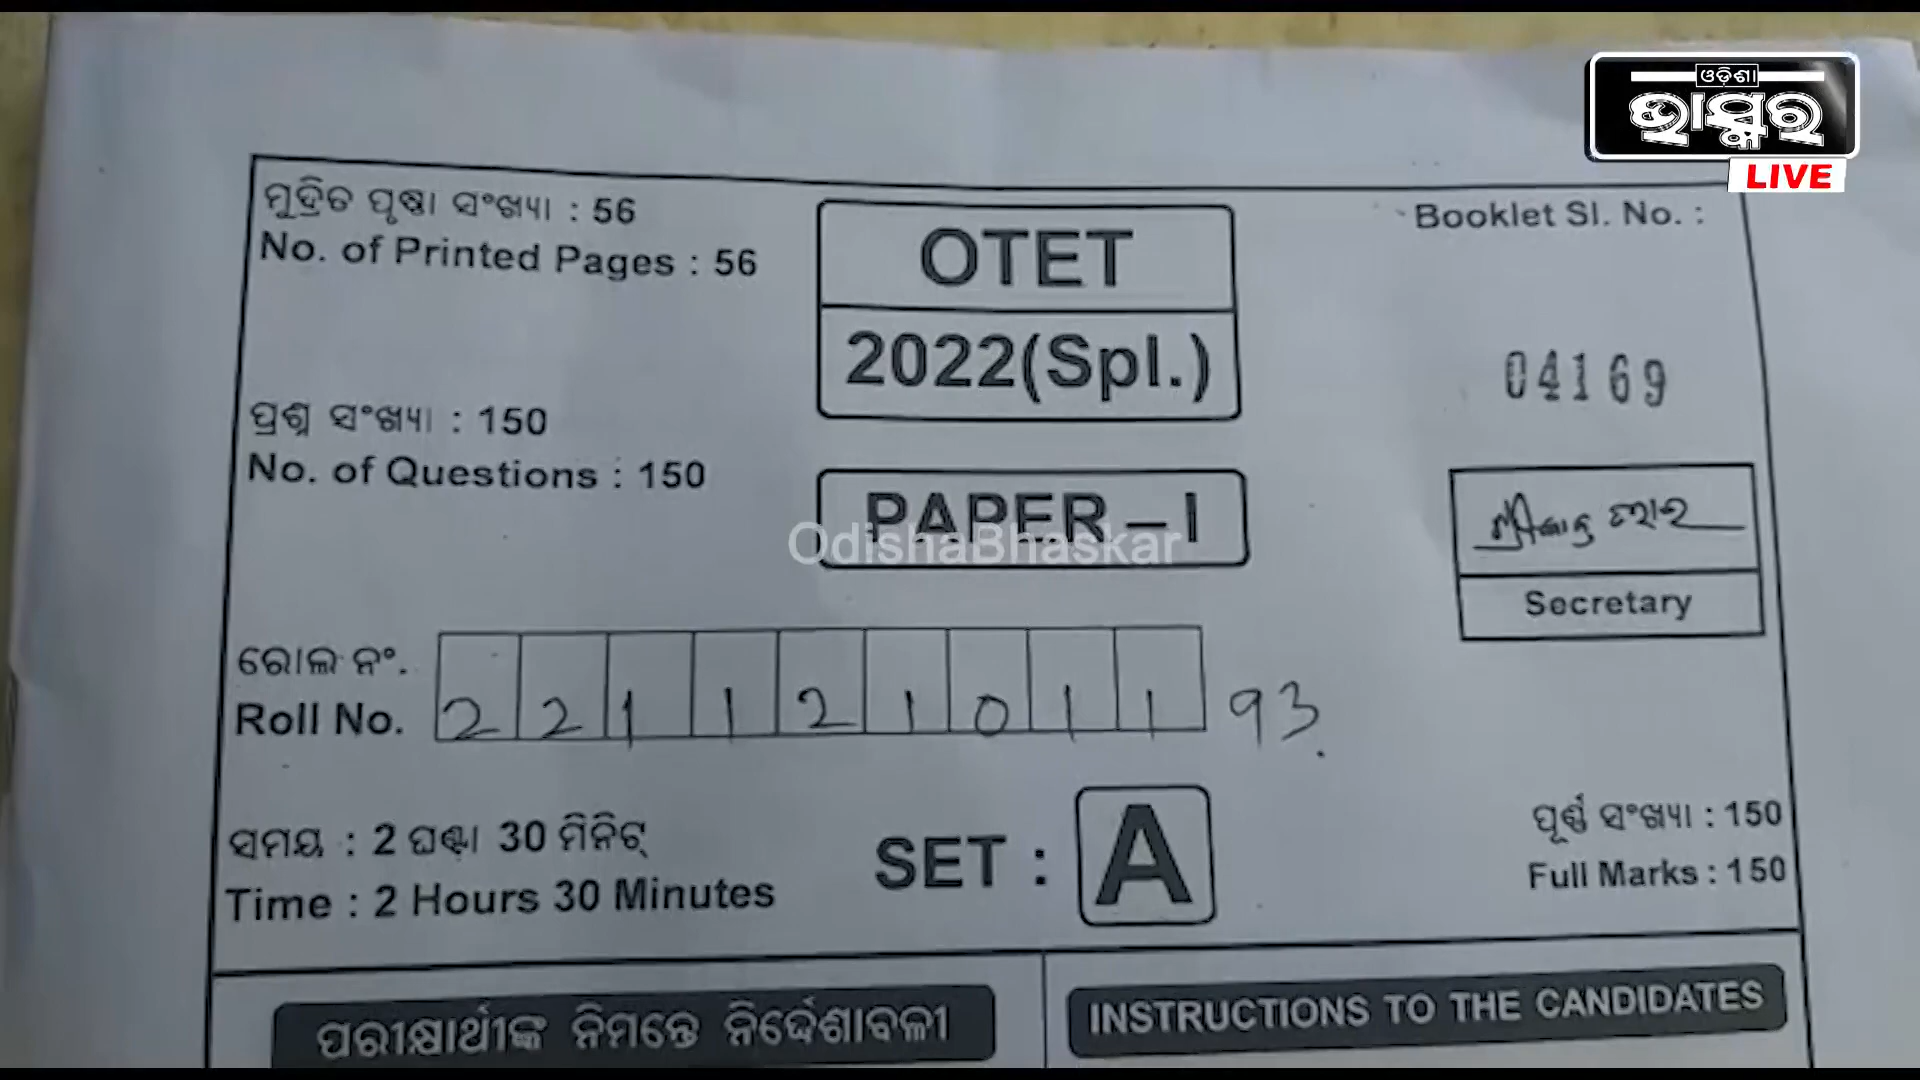 ଓଡ଼ିଶା
ଭାସ୍କର
LIVE
ମୁଦ୍ରିତ ପୃଷ୍ଠା ସଂଖ୍ୟା : 56
No. of Printed Pages : 56
OTET
2022(Spl.)
Booklet Sl. No. :
04169
ପ୍ରଶ୍ନ ସଂଖ୍ୟା : 150
No. of Questions : 150
PAPER – I
OdishaBhaskar
Secretary
ରୋଲ ନଂ.
Roll No. 2 2 1 1 2 1 0 1 1 93.
ସମୟ : 2 ଘଣ୍ଟା 30 ମିନିଟ୍
Time : 2 Hours 30 Minutes
SET : A
ପୂର୍ଣ୍ଣ ସଂଖ୍ୟା : 150
Full Marks : 150
ପରୀକ୍ଷାର୍ଥୀଙ୍କ ନିମନ୍ତେ ନିର୍ଦ୍ଦେଶାବଳୀ
INSTRUCTIONS TO THE CANDIDATES